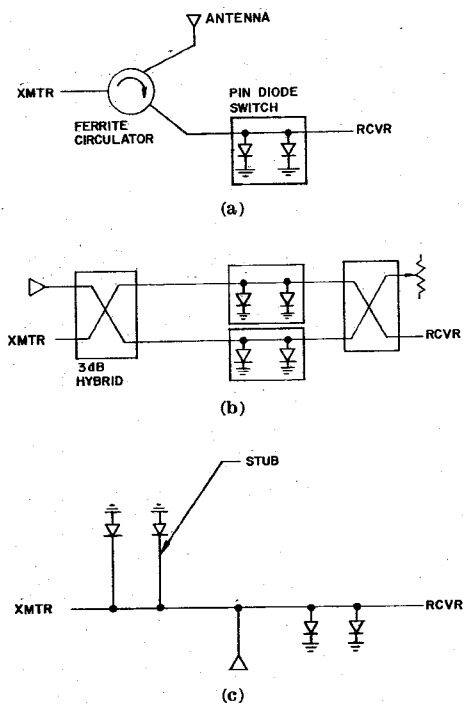 ANTENNA
XMTR
FERRITE
CIRCULATOR
PIN DIODE
SWITCH
RCVR
(a)
XMTR
3dB
HYBRID
RCVR
(b)
STUB
XMTR
RCVR
(c)